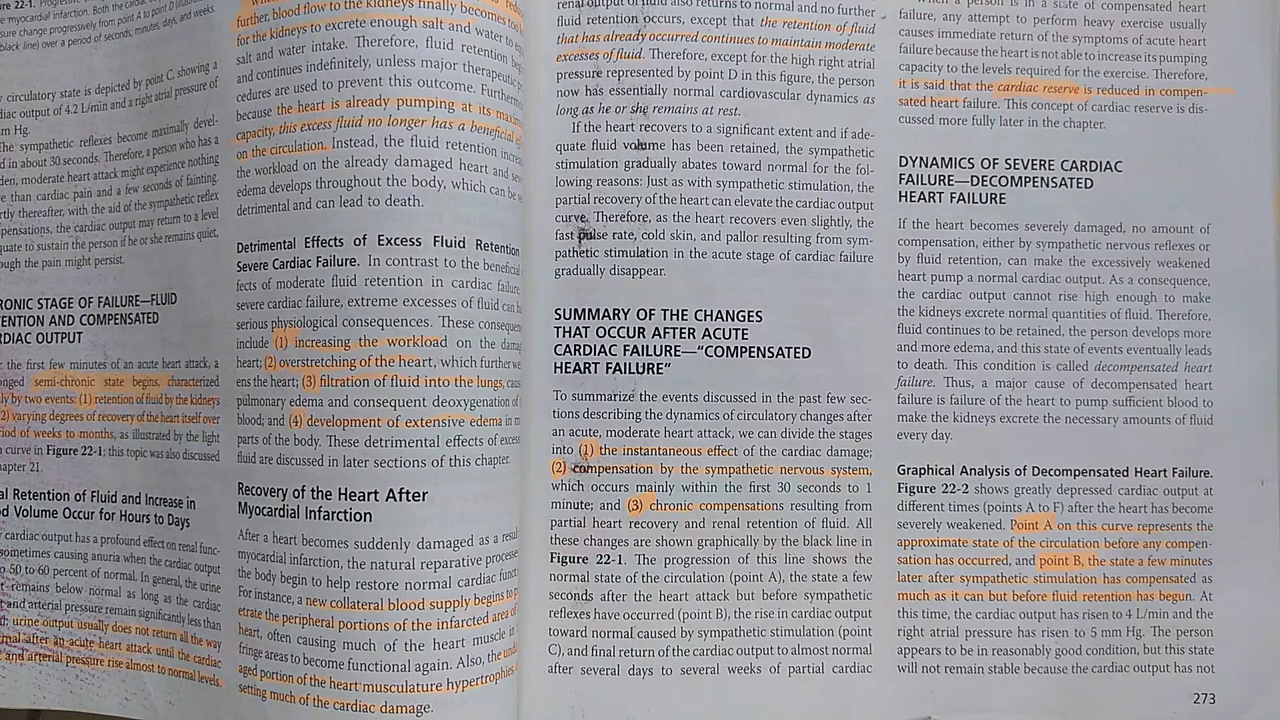 re 22-1. Progressive
myocardial infarction. Both the cardiac
sure change progressively from point A to point D (illus
black line) over a period of seconds, minutes, days, and weeks.
circulatory state is depicted by point C, showing a
diac output of 4.2 L/min and a right atrial pressure of
m Hg.
The sympathetic reflexes become maximally devel-
d in about 30 seconds. Therefore, a person who has a
den, moderate heart attack might experience nothing
re than cardiac pain and a few seconds of fainting.
rtly thereafter, with the aid of the sympathetic reflex
pensations, the cardiac output may return to a level
quate to sustain the person if he or she remains quiet,
ough the pain might persist.
RONIC STAGE OF FAILURE—FLUID
ENTION AND COMPENSATED
RDIAC OUTPUT
the first few minutes of an acute heart attack, a
onged semi-chronic state begins, characterized
ly by two events: (1) retention of fluid by the kidneys
(2) varying degrees of recovery of the heart itself over
iod of weeks to months, as illustrated by the light
curve in Figure 22-1; this topic was also discussed
hapter 21.
al Retention of Fluid and Increase in
d Volume Occur for Hours to Days
cardiac output has a profound effect on renal func-
sometimes causing anuria when the cardiac output
to 50 to 60 percent of normal. In general, the urine
remains below normal as long as the cardiac
t and arterial pressure remain significantly less than
urine output usually does not return all the way
mal after an acute heart attack until the cardiac
and arterial pressure rise almost to normal levels.
further, blood flow to the kidneys finally becomes too
for the kidneys to excrete enough salt and water to
salt and water intake. Therefore, fluid retention beg
and continues indefinitely, unless major therapeutic
cedures are used to prevent this outcome. Furthermo
because the heart is already pumping at its maxim
capacity, this excess fluid no longer has a beneficial ef
on the circulation. Instead, the fluid retention increa
the workload on the already damaged heart and sev
edema develops throughout the body, which can be
detrimental and can lead to death.
Detrimental Effects of Excess Fluid Retention
Severe Cardiac Failure. In contrast to the beneficial
fects of moderate fluid retention in cardiac failure,
severe cardiac failure, extreme excesses of fluid can h
serious physiological consequences. These consequen
include (1) increasing the workload on the damag
heart; (2) overstretching of the heart, which further we
ens the heart; (3) filtration of fluid into the lungs, caus
pulmonary edema and consequent deoxygenation of
blood; and (4) development of extensive edema in m
parts of the body. These detrimental effects of excess
fluid are discussed in later sections of this chapter.
Recovery of the Heart After
Myocardial Infarction
After a heart becomes suddenly damaged as a resul
myocardial infarction, the natural reparative processe
the body begin to help restore normal cardiac funct
For instance, a new collateral blood supply begins to p
etrate the peripheral portions of the infarcted area of
heart, often causing much of the heart muscle in
fringe areas to become functional again. Also, the und
aged portion of the heart musculature hypertrophies,
setting much of the cardiac damage.
renal output of fluid also returns to normal and no further
fluid retention occurs, except that the retention of fluid
that has already occurred continues to maintain moderate
excesses of fluid. Therefore, except for the high right atrial
pressure represented by point D in this figure, the person
now has essentially normal cardiovascular dynamics as
long as he or she remains at rest.
If the heart recovers to a significant extent and if ade-
quate fluid volume has been retained, the sympathetic
stimulation gradually abates toward normal for the fol-
lowing reasons: Just as with sympathetic stimulation, the
partial recovery of the heart can elevate the cardiac output
curve. Therefore, as the heart recovers even slightly, the
fast pulse rate, cold skin, and pallor resulting from sym-
pathetic stimulation in the acute stage of cardiac failure
gradually disappear.
SUMMARY OF THE CHANGES
THAT OCCUR AFTER ACUTE
CARDIAC FAILURE—“COMPENSATED
HEART FAILURE”
To summarize the events discussed in the past few sec-
tions describing the dynamics of circulatory changes after
an acute, moderate heart attack, we can divide the stages
into (1) the instantaneous effect of the cardiac damage;
(2) compensation by the sympathetic nervous system,
which occurs mainly within the first 30 seconds to 1
minute; and (3) chronic compensations resulting from
partial heart recovery and renal retention of fluid. All
these changes are shown graphically by the black line in
Figure 22-1. The progression of this line shows the
normal state of the circulation (point A), the state a few
seconds after the heart attack but before sympathetic
reflexes have occurred (point B), the rise in cardiac output
toward normal caused by sympathetic stimulation (point
C), and final return of the cardiac output to almost normal
after several days to several weeks of partial cardiac
When a person is in a state of compensated heart
failure, any attempt to perform heavy exercise usually
causes immediate return of the symptoms of acute heart
failure because the heart is not able to increase its pumping
capacity to the levels required for the exercise. Therefore,
it is said that the cardiac reserve is reduced in compen-
sated heart failure. This concept of cardiac reserve is dis-
cussed more fully later in the chapter.
DYNAMICS OF SEVERE CARDIAC
FAILURE—DECOMPENSATED
HEART FAILURE
If the heart becomes severely damaged, no amount of
compensation, either by sympathetic nervous reflexes or
by fluid retention, can make the excessively weakened
heart pump a normal cardiac output. As a consequence,
the cardiac output cannot rise high enough to make
the kidneys excrete normal quantities of fluid. Therefore,
fluid continues to be retained, the person develops more
and more edema, and this state of events eventually leads
to death. This condition is called decompensated heart
failure. Thus, a major cause of decompensated heart
failure is failure of the heart to pump sufficient blood to
make the kidneys excrete the necessary amounts of fluid
every day.
Graphical Analysis of Decompensated Heart Failure.
Figure 22-2 shows greatly depressed cardiac output at
different times (points A to F) after the heart has become
severely weakened. Point A on this curve represents the
approximate state of the circulation before any compen-
sation has occurred, and point B, the state a few minutes
later after sympathetic stimulation has compensated as
much as it can but before fluid retention has begun. At
this time, the cardiac output has risen to 4 L/min and the
right atrial pressure has risen to 5 mm Hg. The person
appears to be in reasonably good condition, but this state
will not remain stable because the cardiac output has not
273